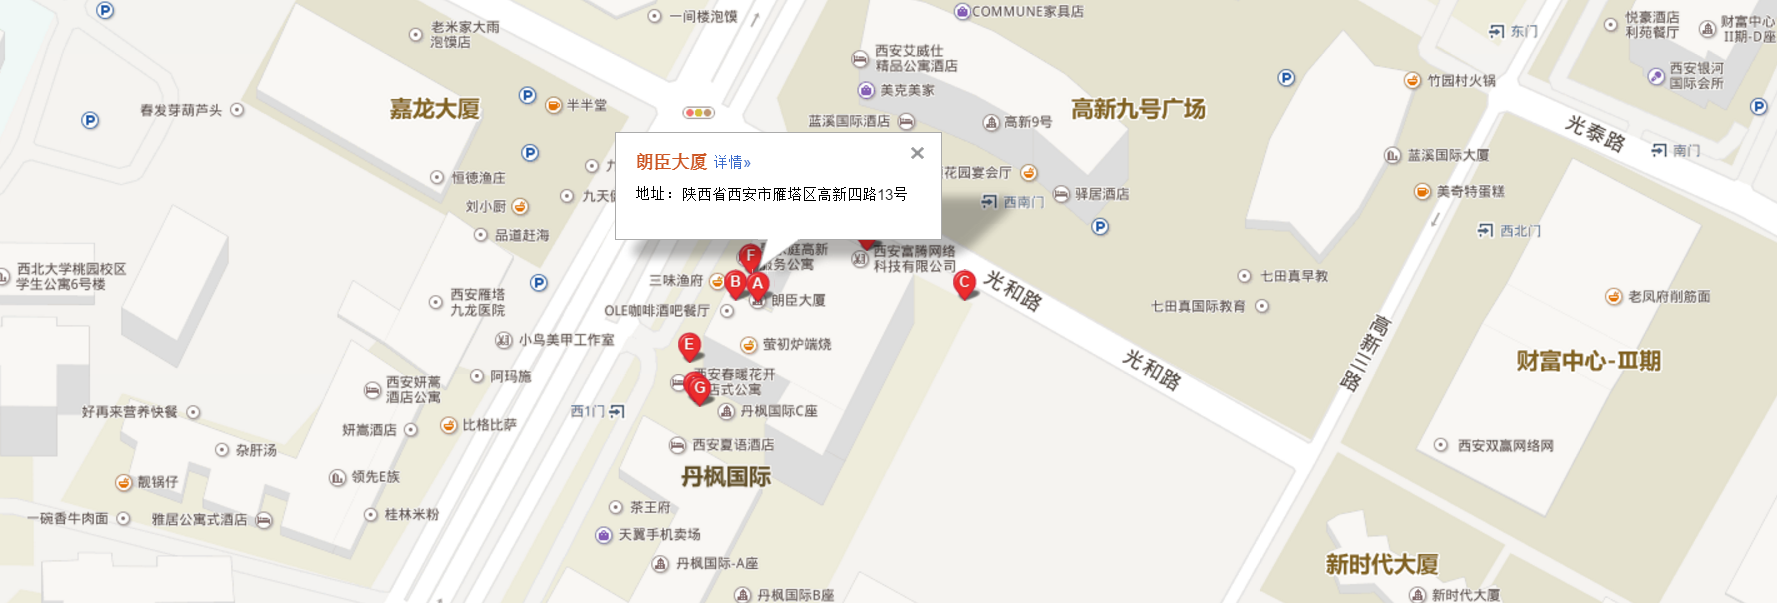 一间楼泡馍
COMMUNE家具店
老米家大雨
泡馍店
悦豪酒店
利苑餐厅
财富中心
II期-D座
东门
西安艾威仕
精品公寓酒店
西安银河
国际会所
竹园村火锅
美克美家
半半堂
春发芽葫芦头
嘉龙大厦
高新九号广场
蓝溪国际酒店
高新9号
光泰路
南门
蓝溪国际大厦
朗臣大厦 详情»
地址：陕西省西安市雁塔区高新四路13号
花园宴会厅
恒德渔庄
九天
驿居酒店
美奇特蛋糕
西南门
刘小厨
品道赶海
西北门
庭高新
服务公寓
西安富腾网络
科技有限公司
西北大学桃园校区
学生公寓6号楼
三味渔府
F
B
A
C
光和路
七田真早教
西安雁塔
九龙医院
朗臣大厦
OLE咖啡酒吧餐厅
七田真国际教育
老凤府削筋面
小鸟美甲工作室
E
萤初炉端烧
高新三路
光和路
财富中心-III期
西安妍蒿
酒店公寓
阿玛施
西安春暖花开
店式公寓
G
好再来营养快餐
西1门
丹枫国际C座
妍嵩酒店
比格比萨
杂肝汤
西安夏语酒店
西安双赢网络网
丹枫国际
靓锅仔
领先E族
一碗香牛肉面
雅居公寓式酒店
桂林米粉
茶王府
天翼手机卖场
丹枫国际-A座
新时代大厦
丹枫国际B座
新时代大厦